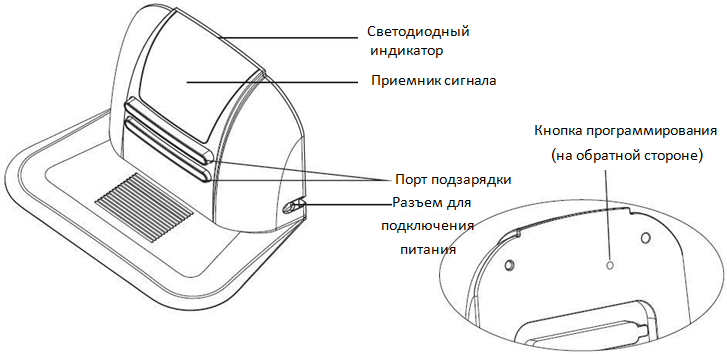 Светодиодный
индикатор
Приемник сигнала
Кнопка программирования
(на обратной стороне)
Порт подзарядки
Разъем для
подключения
питания